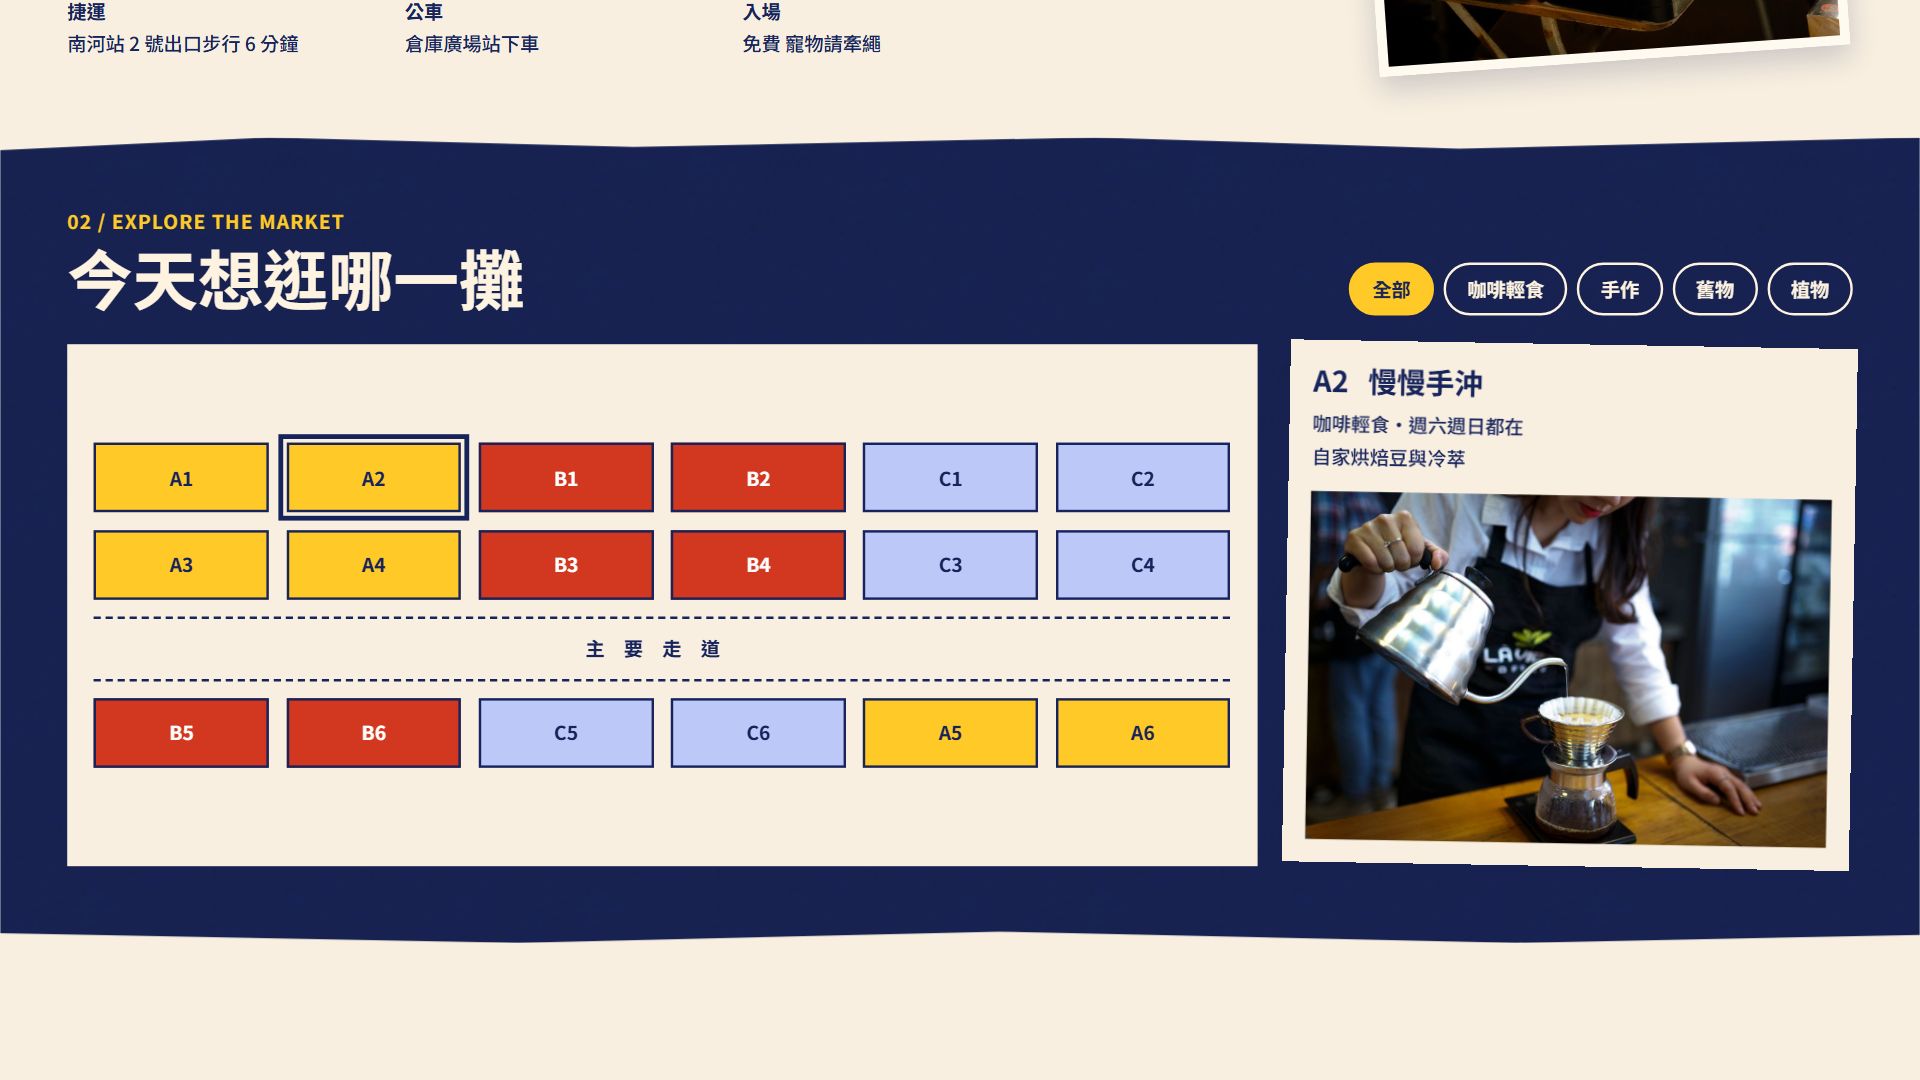 捷運
南河站 2 號出口步行 6 分鐘
公車
倉庫廣場站下車
入場
免費 寵物請牽繩
02 / EXPLORE THE MARKET
今天想逛哪一攤
全部
咖啡輕食
手作
舊物
植物
A1
A2
B1
B2
C1
C2
A3
A4
B3
B4
C3
C4
主要走道
B5
B6
C5
C6
A5
A6
A2 慢慢手沖
咖啡輕食・週六週日都在
自家烘焙豆與冷萃